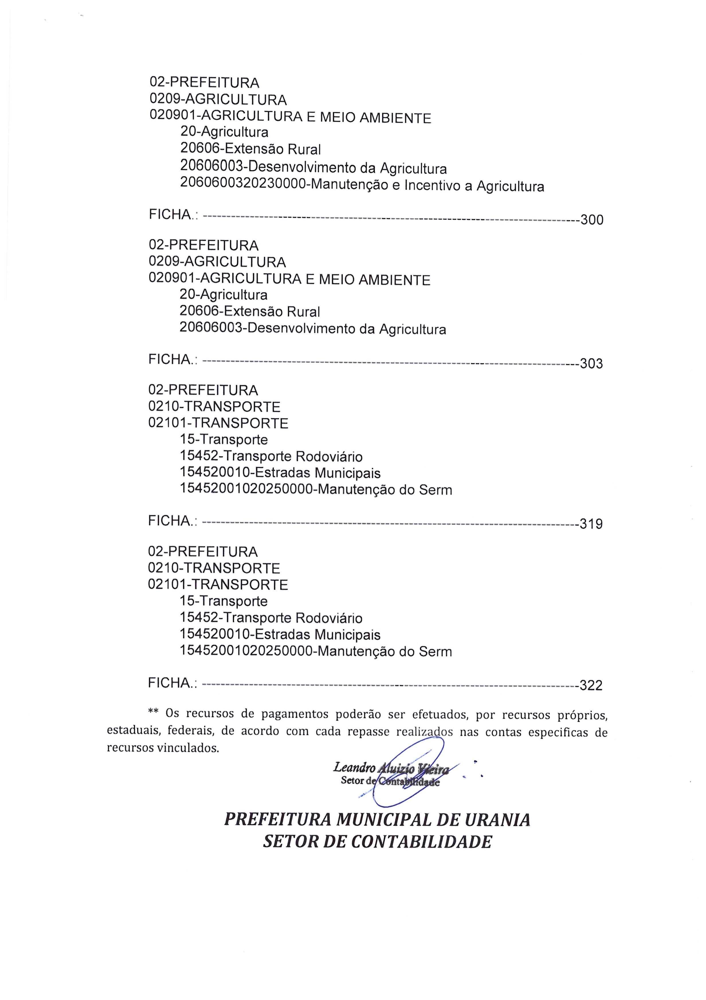 02-PREFEITURA
0209-AGRICULTURA
020901-AGRICULTURA E MEIO AMBIENTE
20-Agricultura
20606-Extensão Rural
20606003-Desenvolvimento da Agricultura
2060600320230000-Manutenção e Incentivo a Agricultura
FICHA.: --------------------------------------------------------------------------------300
02-PREFEITURA
0209-AGRICULTURA
020901-AGRICULTURA E MEIO AMBIENTE
20-Agricultura
20606-Extensão Rural
20606003-Desenvolvimento da Agricultura
FICHA.: --------------------------------------------------------------------------------303
02-PREFEITURA
0210-TRANSPORTE
02101-TRANSPORTE
15-Transporte
15452-Transporte Rodoviário
154520010-Estradas Municipais
15452001020250000-Manutenção do Serm
FICHA.: --------------------------------------------------------------------------------319
02-PREFEITURA
0210-TRANSPORTE
02101-TRANSPORTE
15-Transporte
15452-Transporte Rodoviário
154520010-Estradas Municipais
15452001020250000-Manutenção do Serm
FICHA.: --------------------------------------------------------------------------------322
** Os recursos de pagamentos poderão ser efetuados, por recursos próprios,
estaduais, federais, de acordo com cada repasse realizados nas contas especificas de
recursos vinculados.
Leandro Aluizio Vieira
Setor de Contabilidade
PREFEITURA MUNICIPAL DE URANIA
SETOR DE CONTABILIDADE